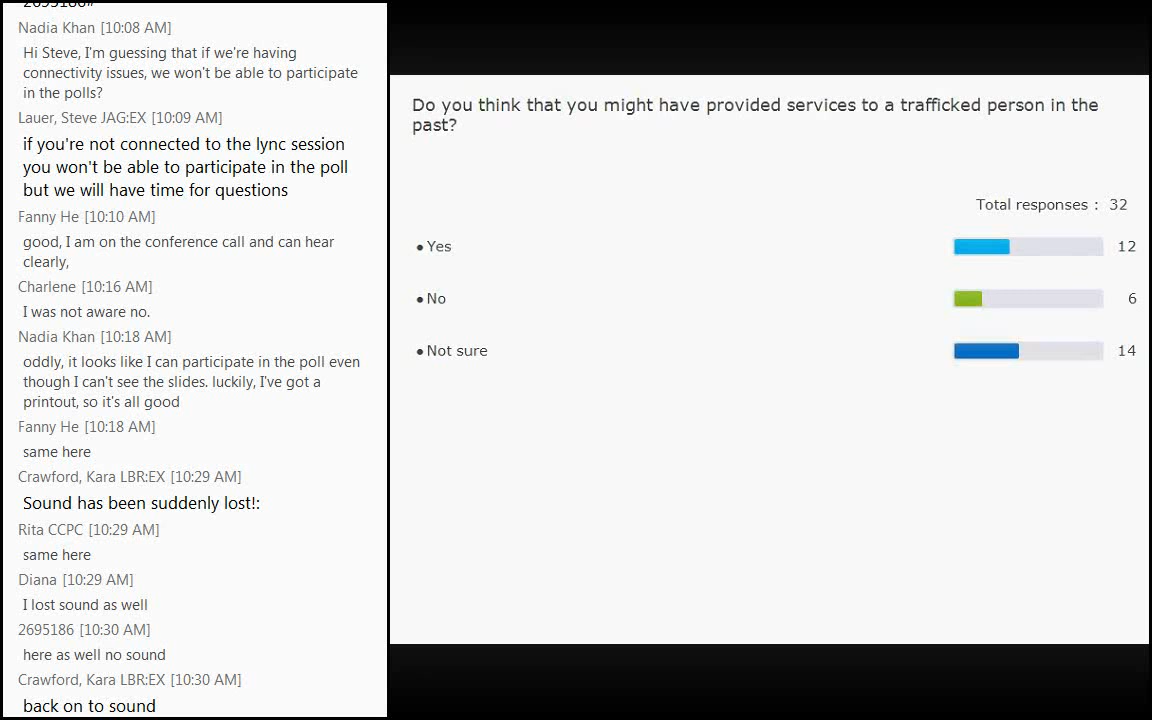 2695186#
Nadia Khan [10:08 AM]
Hi Steve, I'm guessing that if we're having
connectivity issues, we won't be able to participate
in the polls?
Lauer, Steve JAG:EX [10:09 AM]
if you're not connected to the lync session
you won't be able to participate in the poll
but we will have time for questions
Fanny He [10:10 AM]
good, I am on the conference call and can hear
clearly,
Charlene [10:16 AM]
I was not aware no.
Nadia Khan [10:18 AM]
oddly, it looks like I can participate in the poll even
though I can't see the slides. luckily, I've got a
printout, so it's all good
Fanny He [10:18 AM]
same here
Crawford, Kara LBR:EX [10:29 AM]
Sound has been suddenly lost!:
Rita CCPC [10:29 AM]
same here
Diana [10:29 AM]
I lost sound as well
2695186 [10:30 AM]
here as well no sound
Crawford, Kara LBR:EX [10:30 AM]
back on to sound
Do you think that you might have provided services to a trafficked person in the
past?
Total responses : 32
• Yes 12
• No 6
• Not sure 14